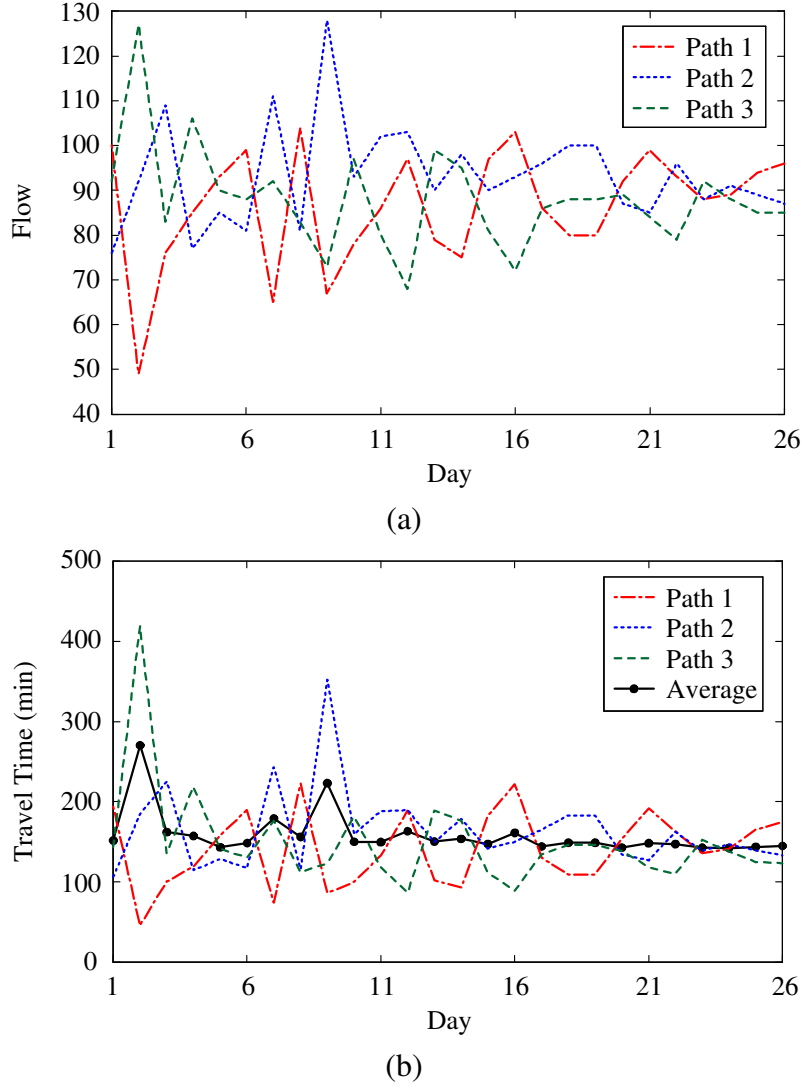 130
120
110
100
90
80
70
60
50
40
Flow
Path 1
Path 2
Path 3
1 6 11 16 21 26
Day
(a)
500
400
300
200
100
0
Travel Time (min)
Path 1
Path 2
Path 3
Average
1 6 11 16 21 26
Day
(b)